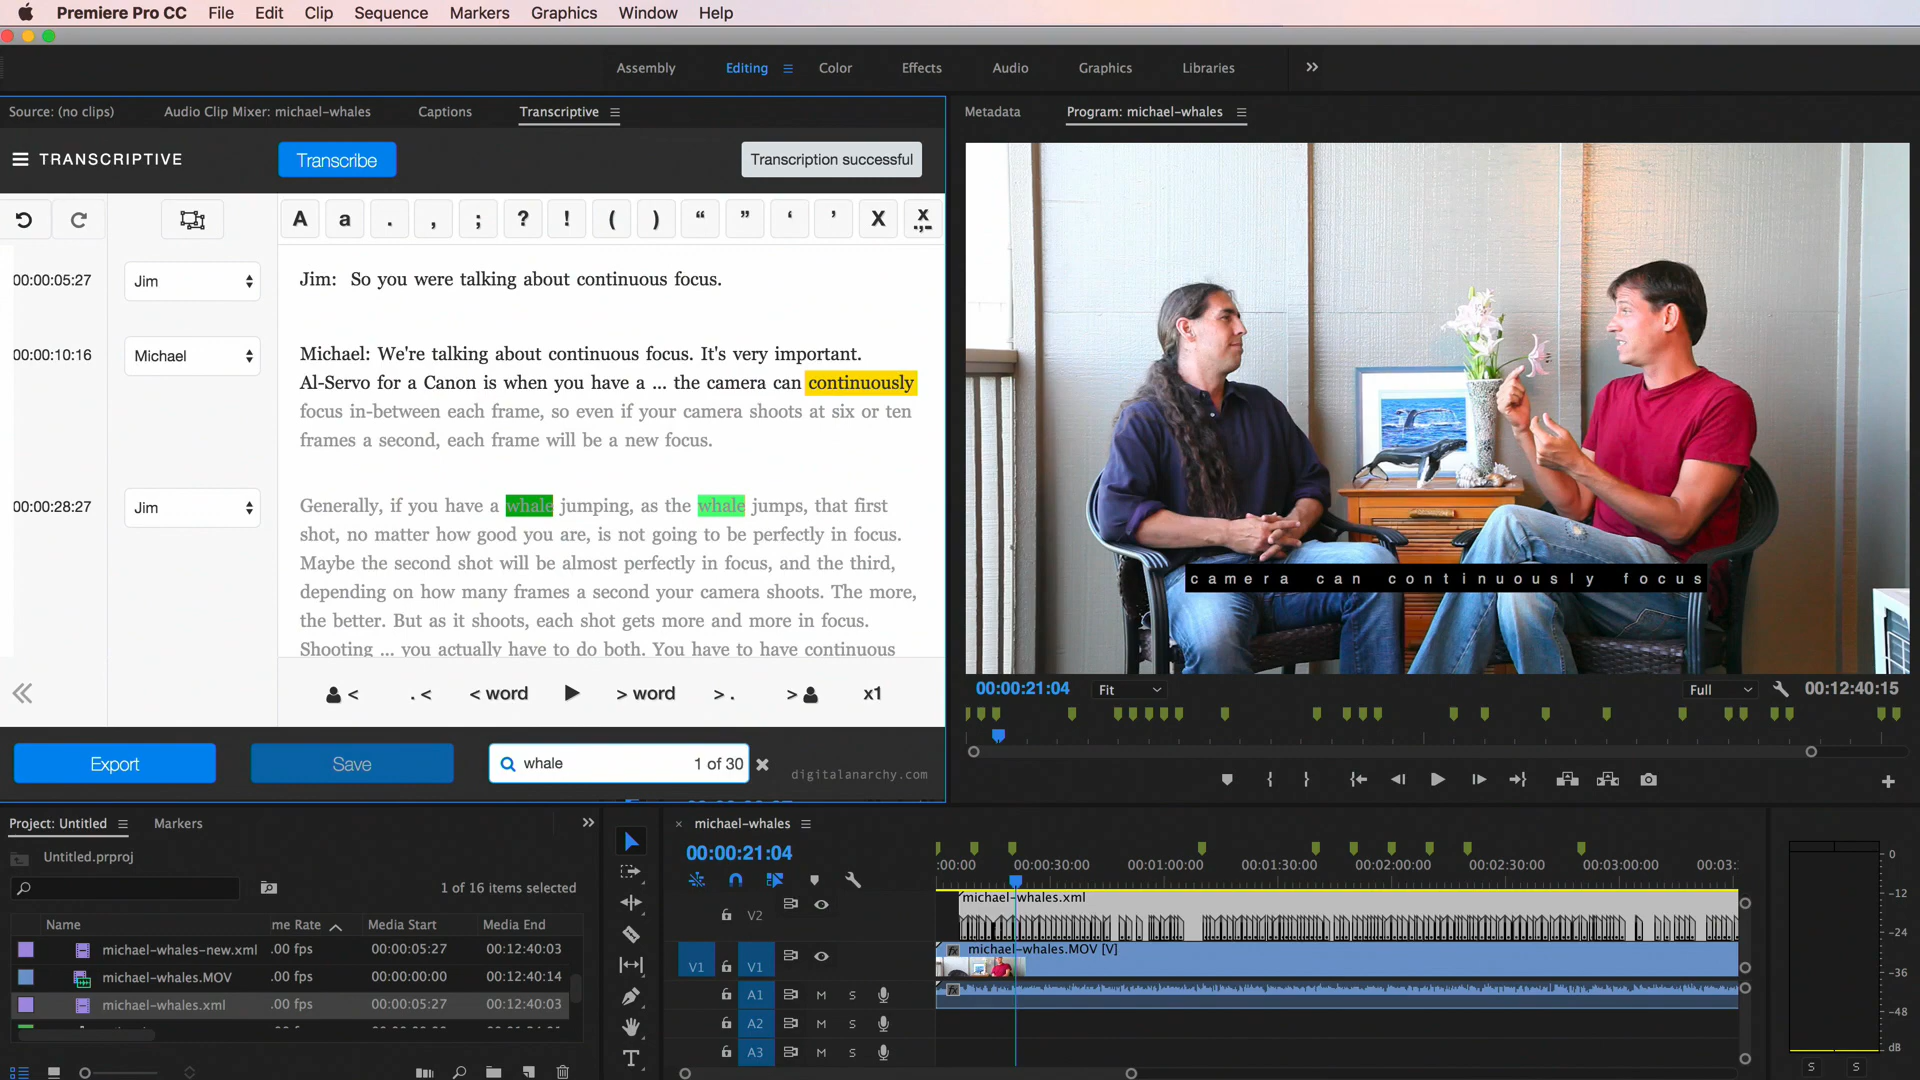 Premiere Pro CC File Edit Clip Sequence Markers Graphics Window Help
Assembly Editing Color Effects Audio Graphics Libraries
Source: (no clips) Audio Clip Mixer: michael-whales Captions Transcriptive
TRANSCRIPTIVE Transcribe Transcription successful
A a . , ; ? ! ( ) “ ” ‘ ’ X X.,-
00:00:05:27 Jim
Jim: So you were talking about continuous focus.
00:00:10:16 Michael
Michael: We're talking about continuous focus. It's very important.
Al-Servo for a Canon is when you have a ... the camera can continuously
focus in-between each frame, so even if your camera shoots at six or ten
frames a second, each frame will be a new focus.
00:00:28:27 Jim
Generally, if you have a whale jumping, as the whale jumps, that first
shot, no matter how good you are, is not going to be perfectly in focus.
Maybe the second shot will be almost perfectly in focus, and the third,
depending on how many frames a second your camera shoots. The more,
the better. But as it shoots, each shot gets more and more in focus.
Shooting ... you actually have to do both. You have to have continuous
< . < < word > word > . > x1
Export Save whale 1 of 30
digitalanarchy.com
Metadata Program: michael-whales
camera can continuously focus
00:00:21:04 Fit Full 00:12:40:15
Project: Untitled Markers
Untitled.prproj
1 of 16 items selected
Name me Rate Media Start Media End
michael-whales-new.xml .00 fps 00:00:05:27 00:12:40:03
michael-whales.MOV .00 fps 00:00:00:00 00:12:40:14
michael-whales.xml .00 fps 00:00:05:27 00:12:40:03
T
× michael-whales
00:00:21:04
:00:00 00:00:30:00 00:01:00:00 00:01:30:00 00:02:00:00 00:02:30:00 00:03:00:00 00:03:
V2 michael-whales.xml
V1 V1 fx michael-whales.MOV [V]
A1 M S fx
A2 M S
A3 M S
0
-12
-24
-36
-48
dB
S S